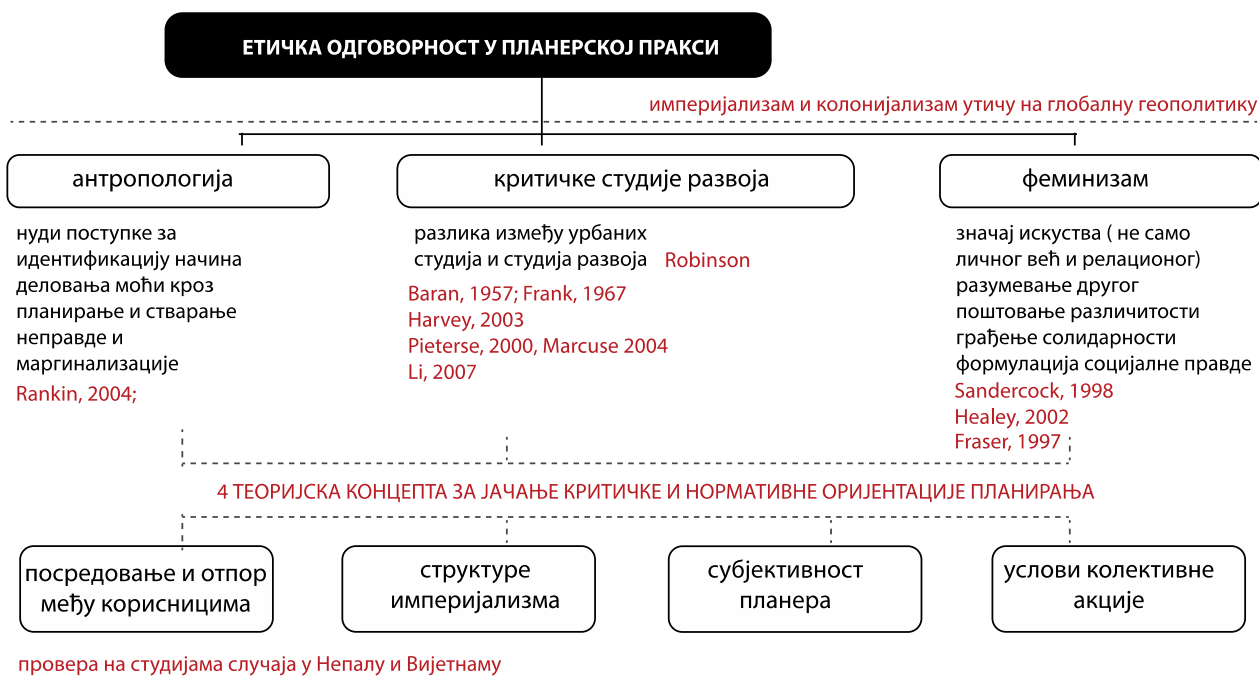 ЕТИЧКА ОДГОВОРНОСТ У ПЛАНЕРСКОЈ ПРАКСИ
империјализам и колонијализам утичу на глобалну геополитику
антропологија
нуди поступке за
идентификацију начина
деловања моћи кроз
планирање и стварање
неправде и
маргинализације
Rankin, 2004;
критичке студије развоја
разлика између урбаних
студија и студија развоја Robinson
Baran, 1957; Frank, 1967
Harvey, 2003
Pieterse, 2000, Marcuse 2004
Li, 2007
феминизам
значај искуства ( не само
личног већ и релационог)
разумевање другог
поштовање различитости
грађење солидарности
формулација социјалне правде
Sandercock, 1998
Healey, 2002
Fraser, 1997
4 ТЕОРИЈСКА КОНЦЕПТА ЗА ЈАЧАЊЕ КРИТИЧКЕ И НОРМАТИВНЕ ОРИЈЕНТАЦИЈЕ ПЛАНИРАЊА
посредовање и отпор
међу корисницима
структуре
империјализма
субјективност
планера
услови колективне
акције
провера на студијама случаја у Непалу и Вијетнаму